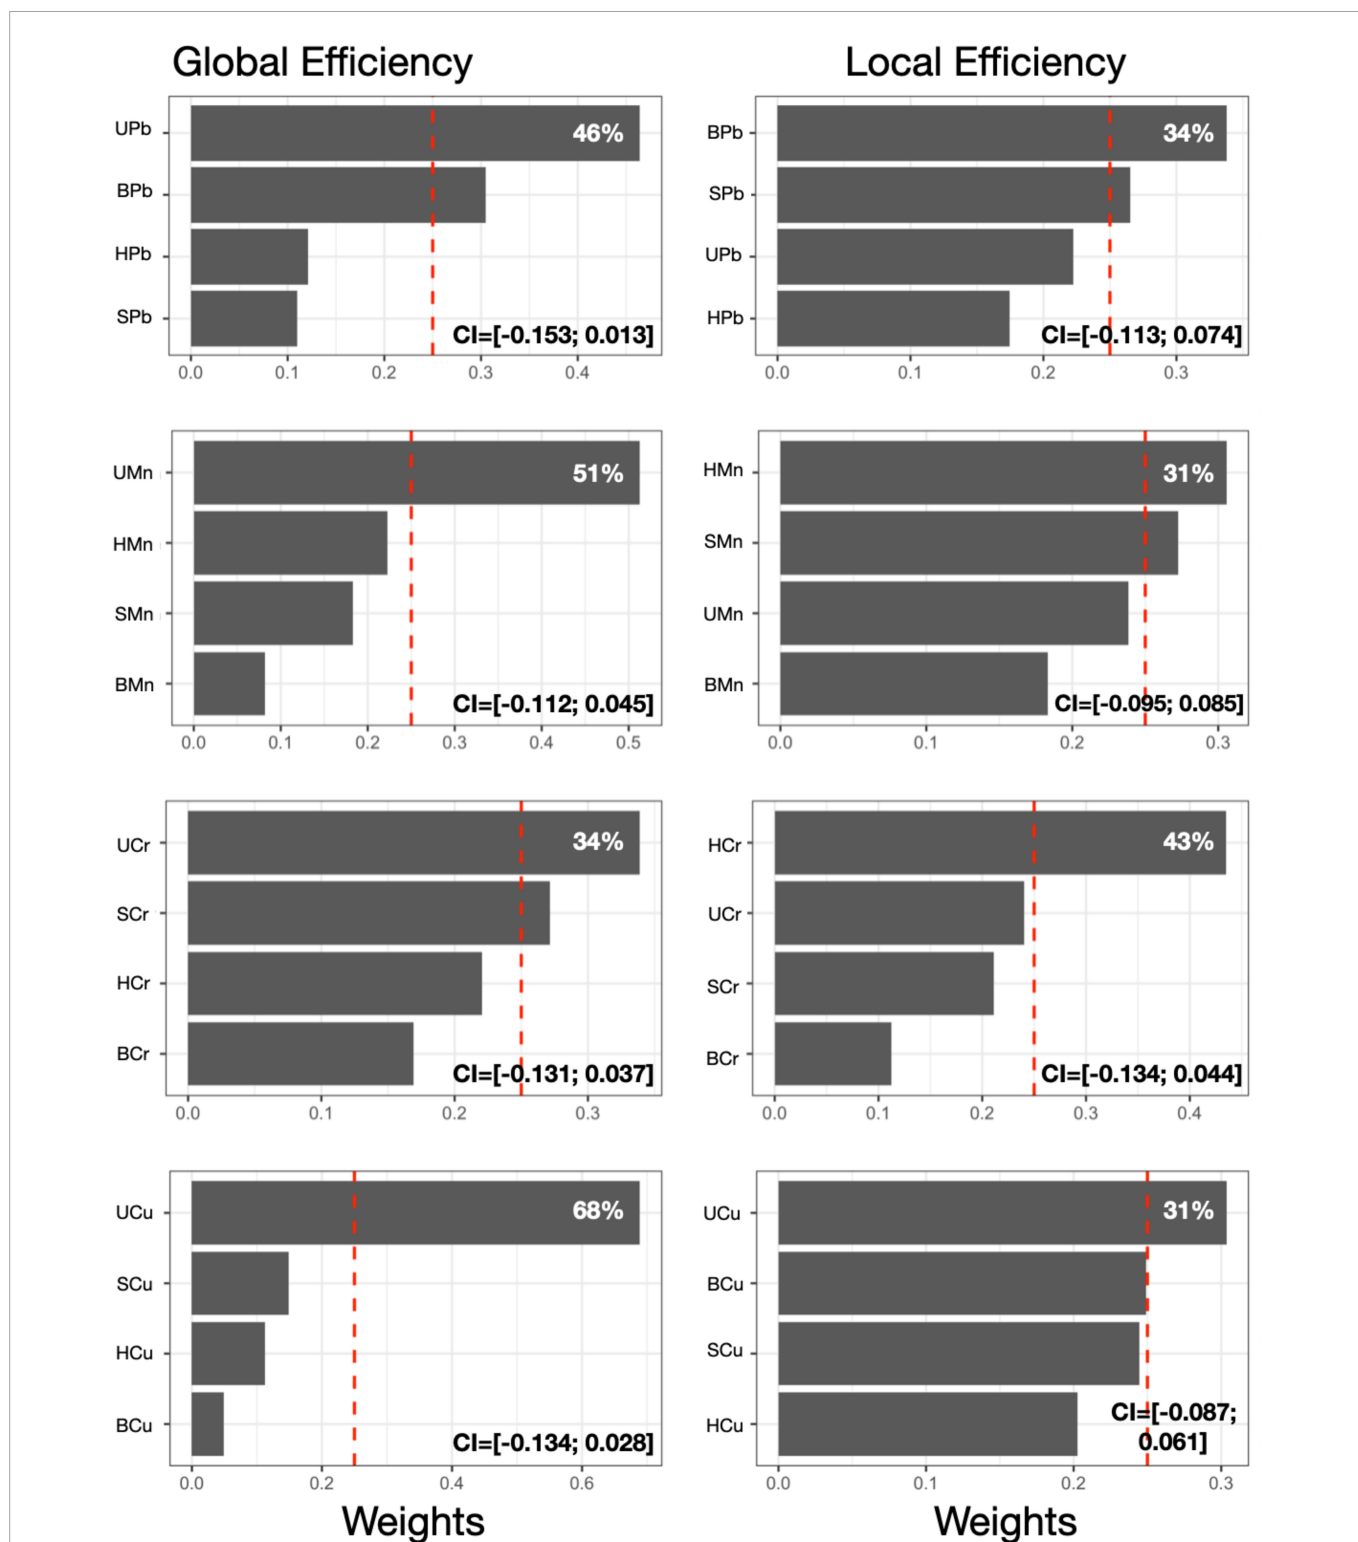 Global Efficiency
Local Efficiency
UPb
46%
BPb
HPb
SPb
CI=[-0.153; 0.013]
0.0 0.1 0.2 0.3 0.4
BPb
34%
SPb
UPb
HPb
CI=[-0.113; 0.074]
0.0 0.1 0.2 0.3
UMn
51%
HMn
SMn
BMn
CI=[-0.112; 0.045]
0.0 0.1 0.2 0.3 0.4 0.5
HMn
31%
SMn
UMn
BMn
CI=[-0.095; 0.085]
0.0 0.1 0.2 0.3
UCr
34%
SCr
HCr
BCr
CI=[-0.131; 0.037]
0.0 0.1 0.2 0.3
HCr
43%
UCr
SCr
BCr
CI=[-0.134; 0.044]
0.0 0.1 0.2 0.3 0.4
UCu
68%
SCu
HCu
BCu
CI=[-0.134; 0.028]
0.0 0.2 0.4 0.6
Weights
UCu
31%
BCu
SCu
HCu
CI=[-0.087;
0.061]
0.0 0.1 0.2 0.3
Weights